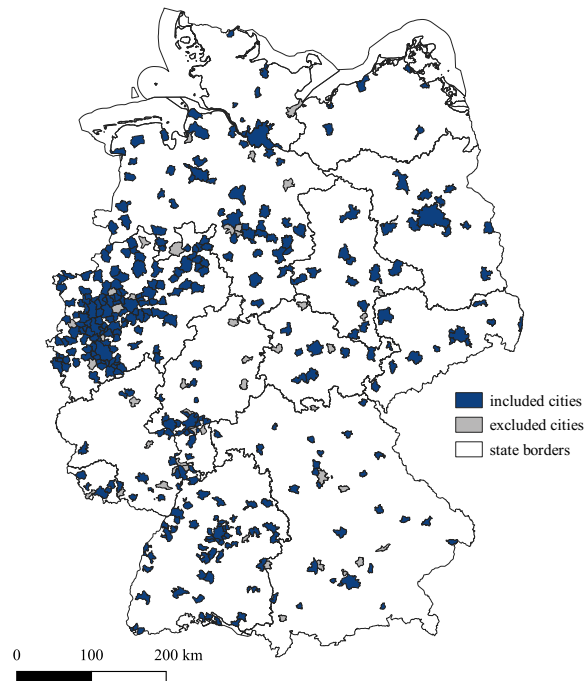 included cities
excluded cities
state borders
0 100 200 km